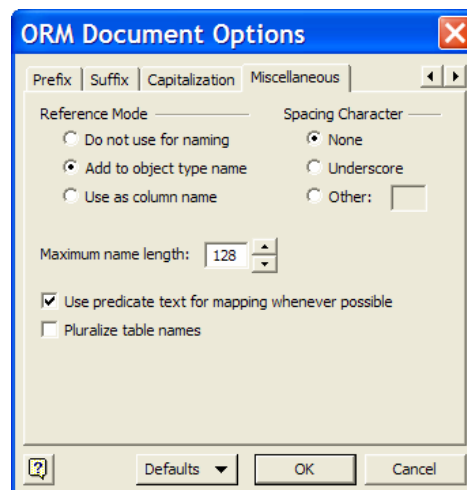 ORM Document Options
Prefix Suffix Capitalization Miscellaneous
Reference Mode Spacing Character
Do not use for naming None
Add to object type name Underscore
Use as column name Other:
Maximum name length: 128
Use predicate text for mapping whenever possible
Pluralize table names
? Defaults OK Cancel